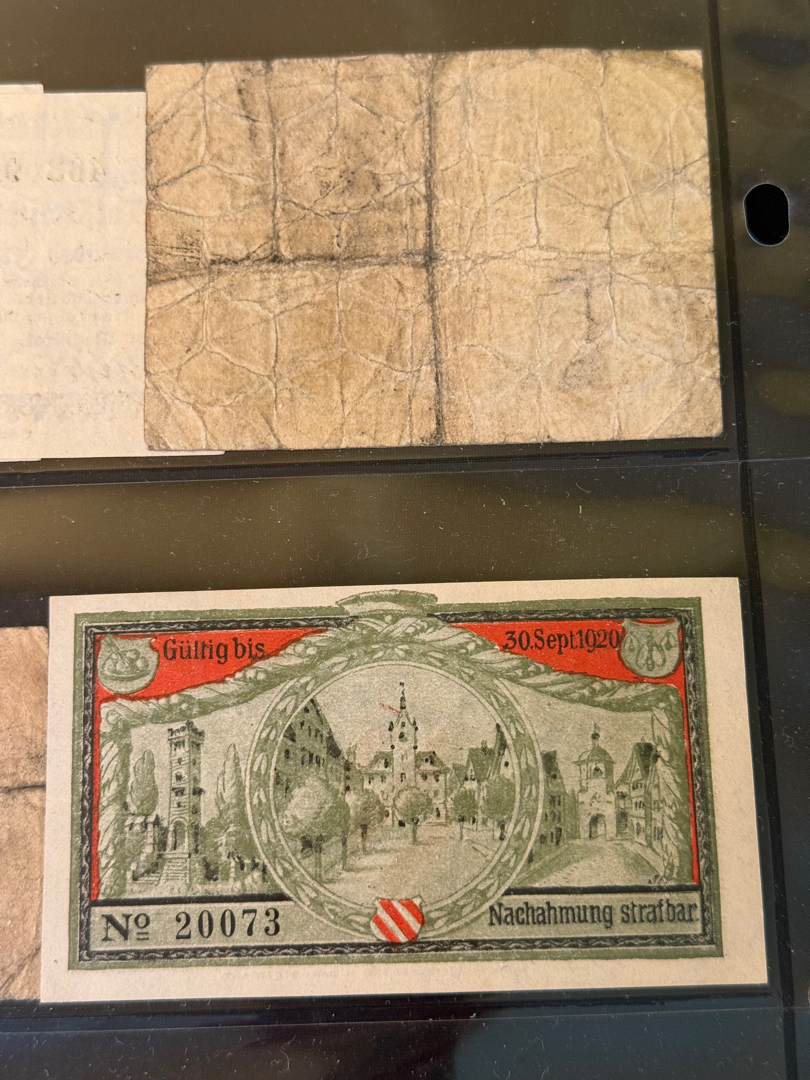 Gültig bis
30.Sept.1920
Nº 20073
Nachahmung strafbar.